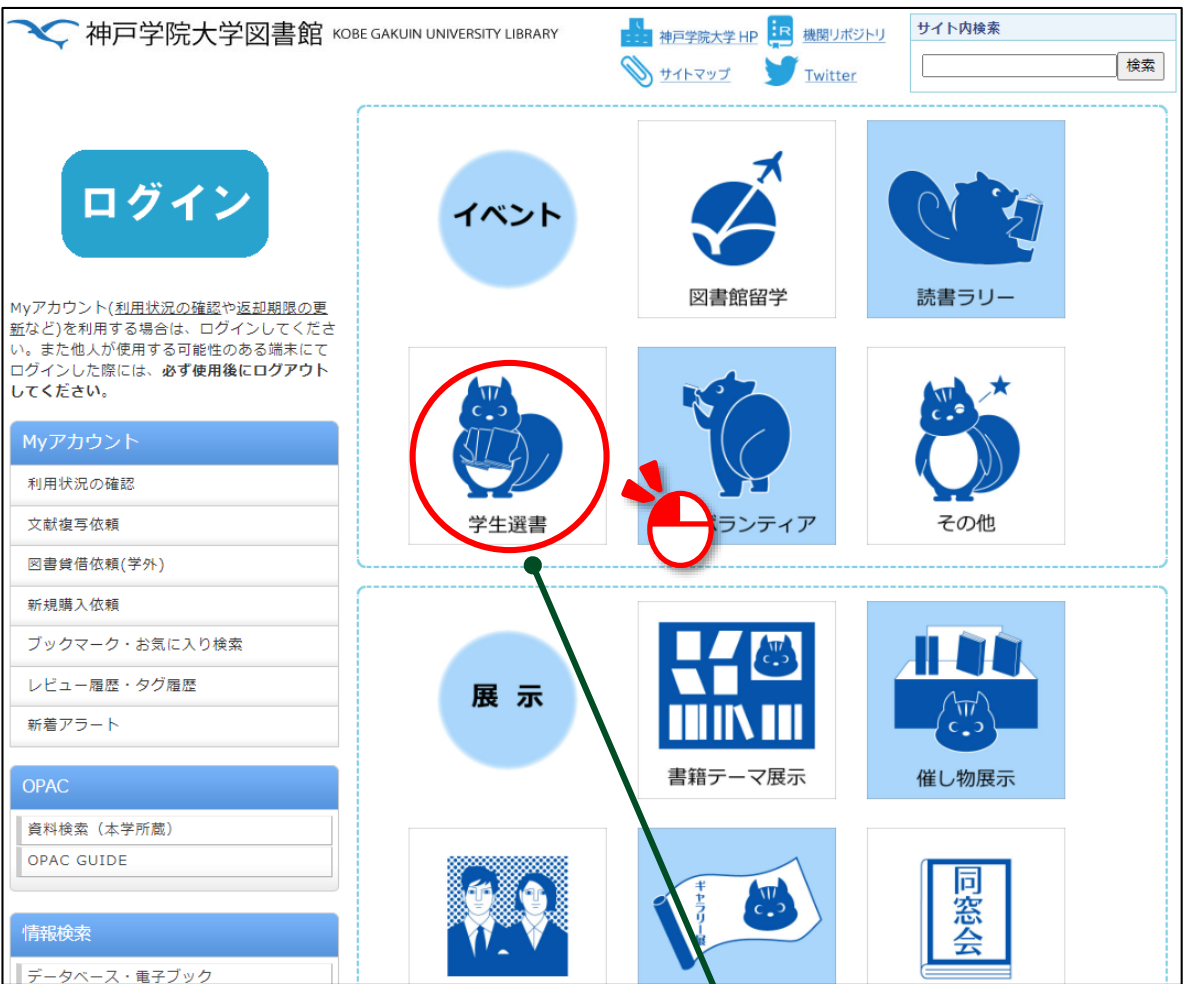 神戸学院大学図書館 KOBE GAKUIN UNIVERSITY LIBRARY
神戸学院大学 HP
機関リポジトリ
サイトマップ
Twitter
サイト内検索
検索
ログイン
Myアカウント(利用状況の確認や返却期限の更
新など)を利用する場合は、ログインしてくださ
い。また他人が使用する可能性のある端末にて
ログインした際には、必ず使用後にログアウト
してください。
Myアカウント
利用状況の確認
文献複写依頼
図書貸借依頼(学外)
新規購入依頼
ブックマーク・お気に入り検索
レビュー履歴・タグ履歴
新着アラート
OPAC
資料検索（本学所蔵）
OPAC GUIDE
情報検索
データベース・電子ブック
イベント
図書館留学
読書ラリー
学生選書
ランティア
その他
展 示
書籍テーマ展示
催し物展示
ギャラリー展
同窓会